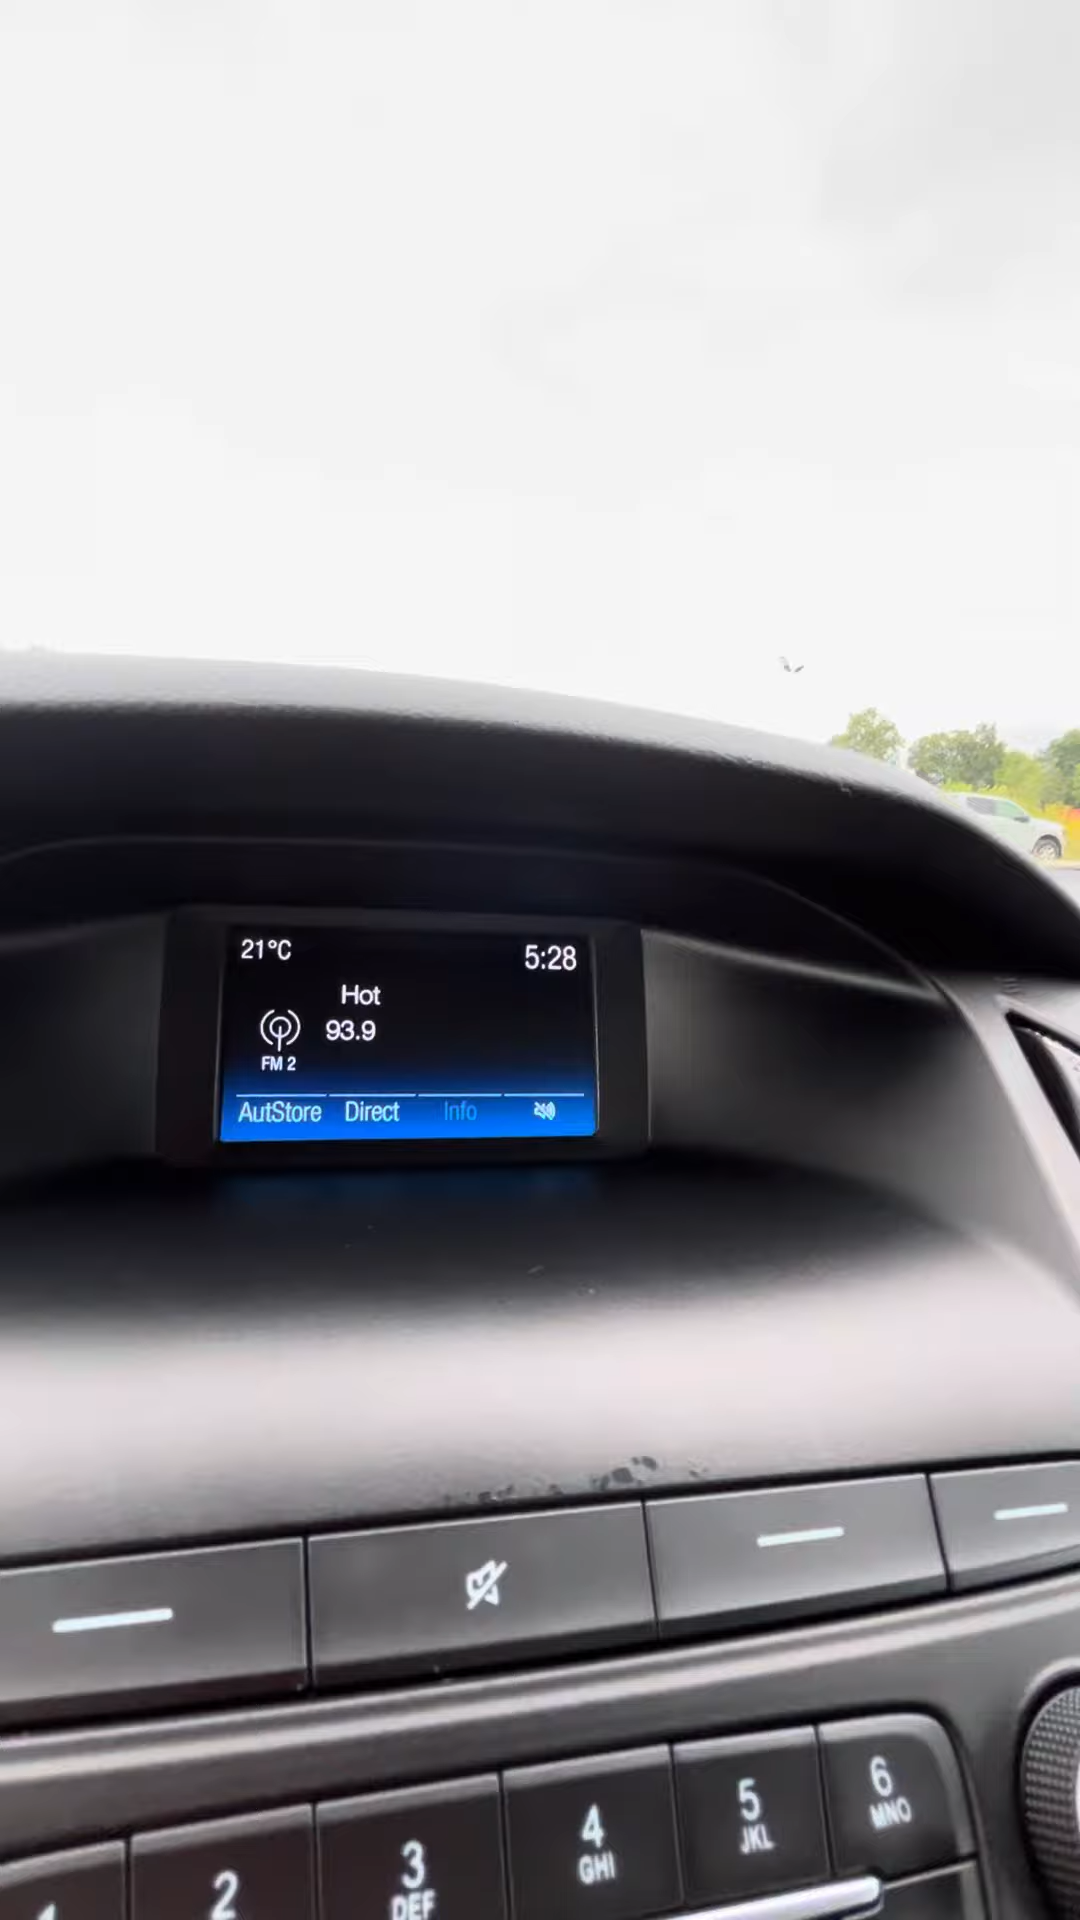 21°C
5:28
Hot
93.9
FM 2
AutStore Direct Info
4
GHI
5
JKL
6
MNO
2
3
DEF
1